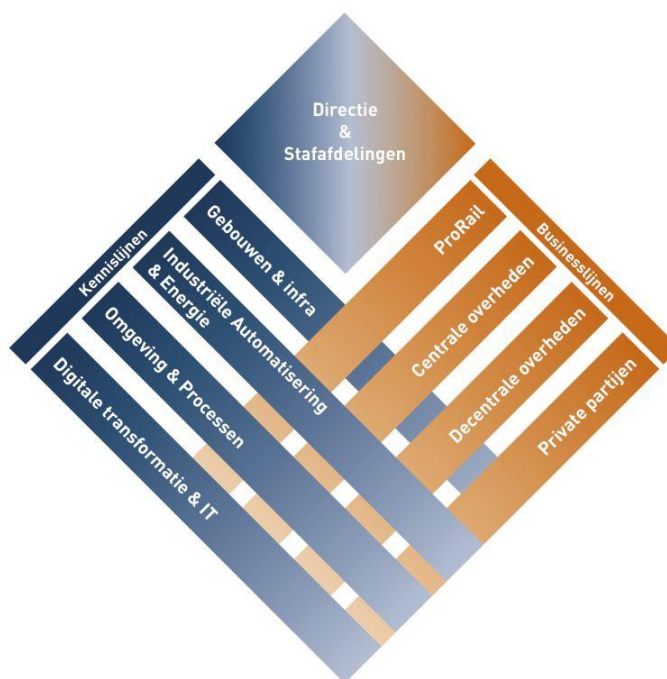 Directie
&
Stafafdelingen
Kennislijnen
Gebouwen & infra
Industriële Automatisering
& Energie
Omgeving & Processen
Digitale transformatie & IT
Businesslijnen
ProRail
Centrale overheden
Decentrale overheden
Private partijen